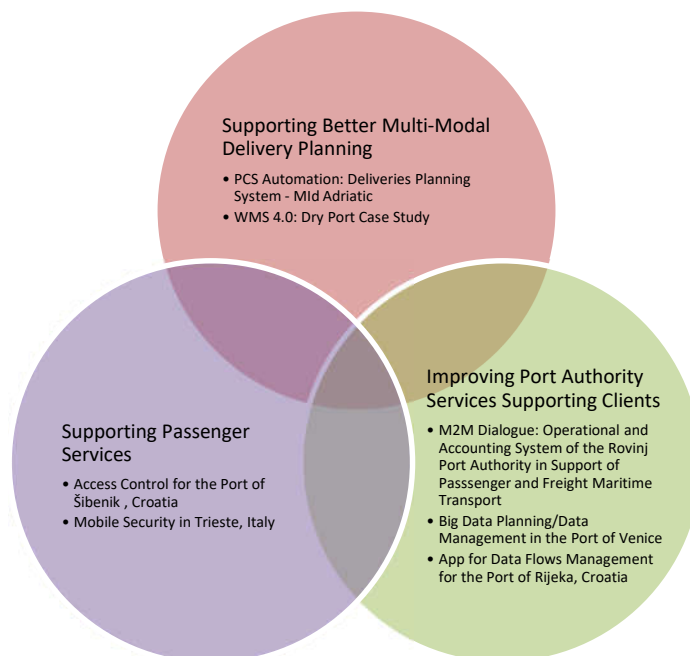 Supporting Better Multi-Modal
Delivery Planning
• PCS Automation: Deliveries Planning
System - MId Adriatic
• WMS 4.0: Dry Port Case Study
Supporting Passenger
Services
• Access Control for the Port of
Šibenik , Croatia
• Mobile Security in Trieste, Italy
Improving Port Authority
Services Supporting Clients
• M2M Dialogue: Operational and
Accounting System of the Rovinj
Port Authority in Support of
Passsenger and Freight Maritime
Transport
• Big Data Planning/Data
Management in the Port of Venice
• App for Data Flows Management
for the Port of Rijeka, Croatia